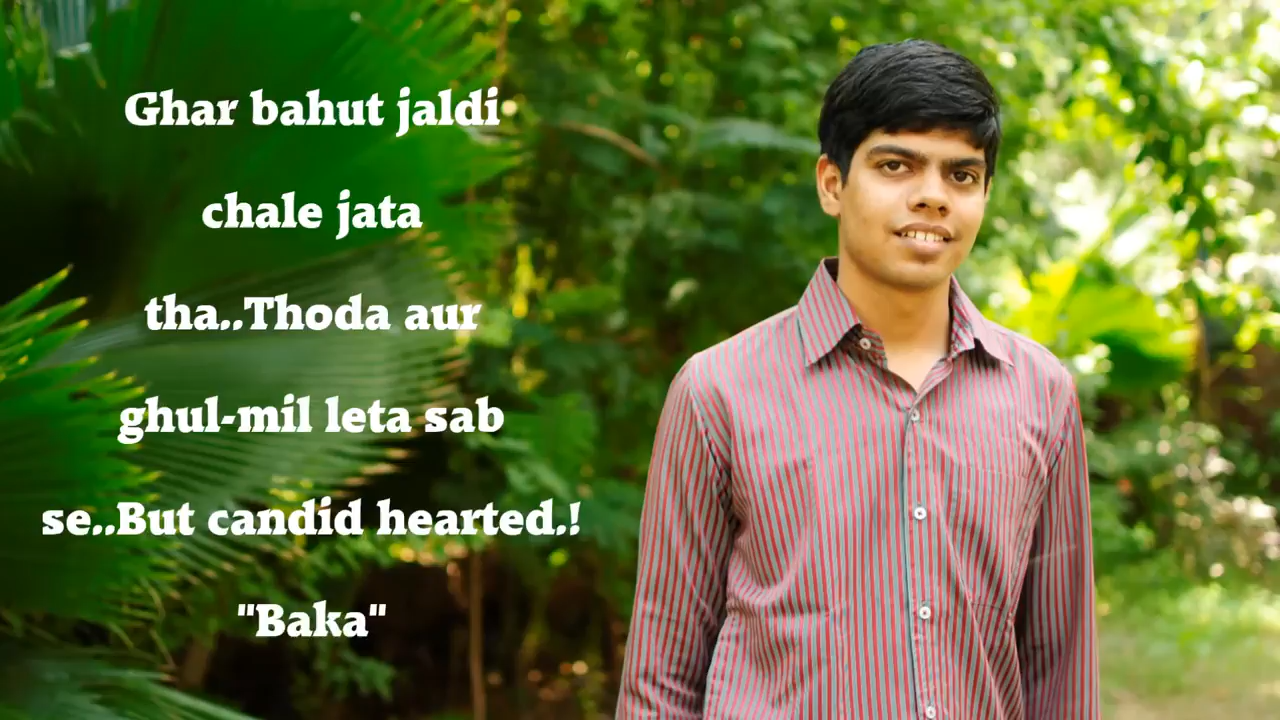 Ghar bahut jaldi
chale jata
tha..Thoda aur
ghul-mil leta sab
se..But candid hearted.!
"Baka"